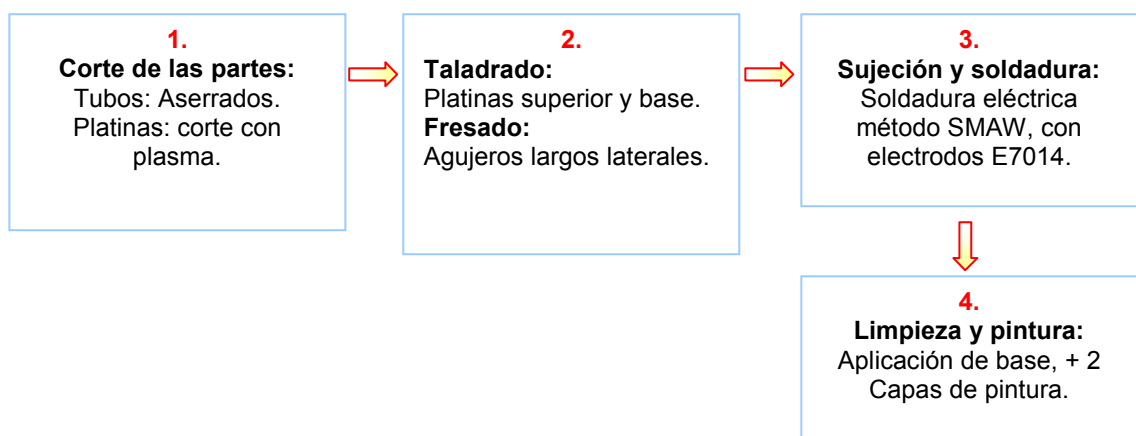 1.
Corte de las partes:
Tubos: Aserrados.
Platinas: corte con
plasma.
2.
Taladrado:
Platinas superior y base.
Fresado:
Agujeros largos laterales.
3.
Sujeción y soldadura:
Soldadura eléctrica
método SMAW, con
electrodos E7014.
4.
Limpieza y pintura:
Aplicación de base, + 2
Capas de pintura.